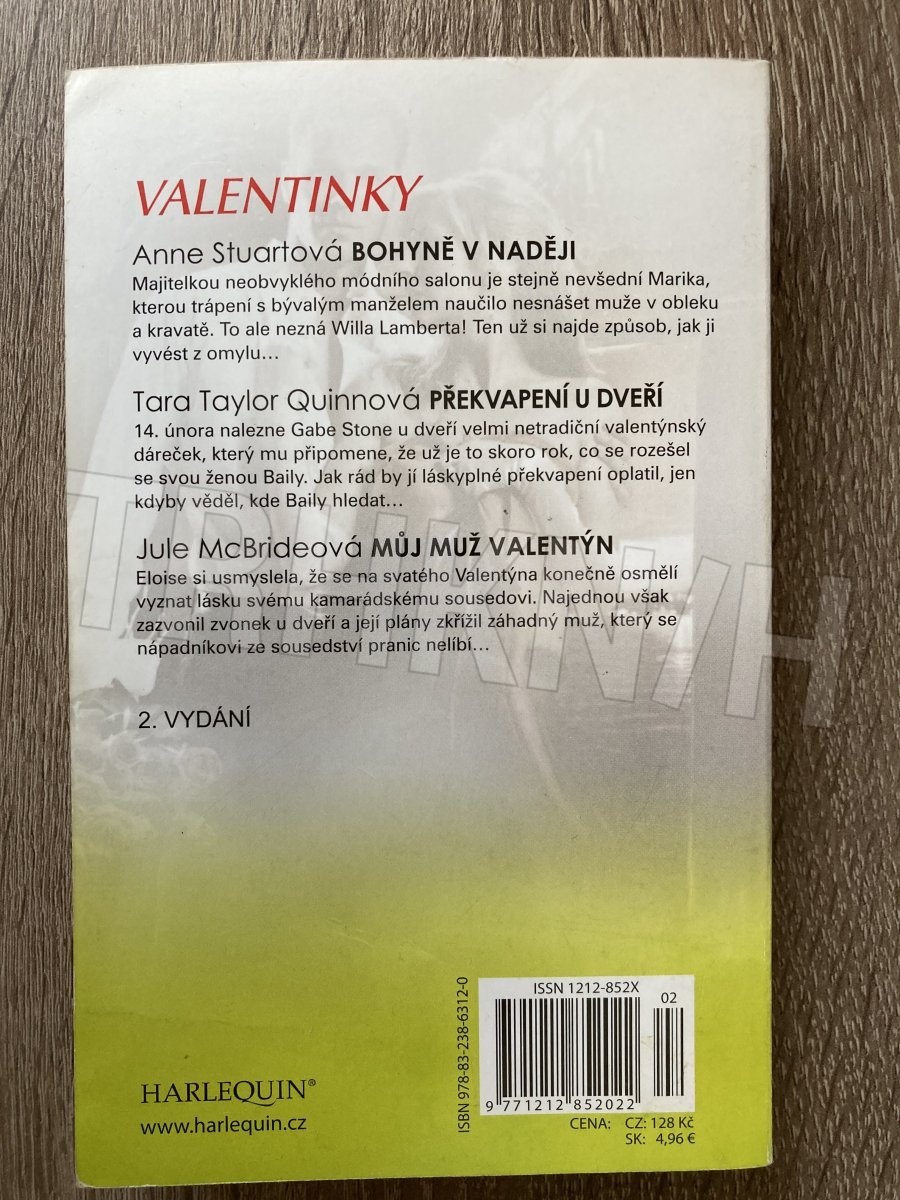 VALENTINKY
Anne Stuartová BOHYNĚ V NADĚJI
Majitelkou neobvyklého módního salonu je stejně nevšední Marika,
kterou trápení s bývalým manželem naučilo nesnášet muže v obleku
a kravatě. To ale nezná Willa Lamberta! Ten už si najde způsob, jak ji
vyvést z omylu…
Tara Taylor Quinnová PŘEKVAPENÍ U DVEŘÍ
14. února nalezne Gabe Stone u dveří velmi netradiční valentýnský
dáreček, který mu připomene, že už je to skoro rok, co se rozešel
se svou ženou Baily. Jak rád by jí láskyplné překvapení oplatil, jen
kdyby věděl, kde Baily hledat…
Jule McBrideová MŮJ MUŽ VALENTÝN
Eloise si usmyslela, že se na svatého Valentýna konečně osmělí
vyznat lásku svému kamarádskému sousedovi. Najednou však
zazvonil zvonek u dveří a její plány zkřížil záhadný muž, který se
nápadníkovi ze sousedství pranic nelíbí…
2. VYDÁNÍ
HARLEQUIN®
www.harlequin.cz
ISBN 978-83-238-6312-0
ISSN 1212-852X
02
9 771212 852022
CENA: CZ: 128 Kč
SK: 4,96 €